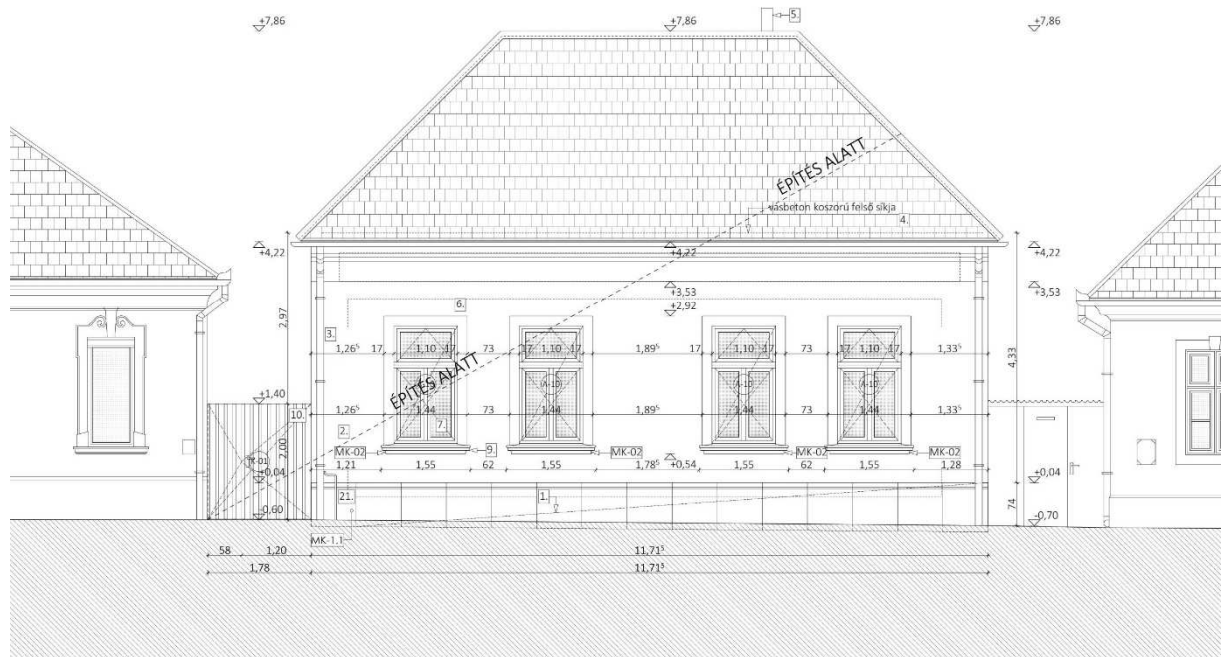 +7,86 +7,86 5. +7,86
ÉPÍTÉS ALATT
vasbeton koszorú felső síkja
4.
+4,22 +4,22 +4,22
+3,53 +3,53
+2,92
6.
2,97
3.
4,33
1,26⁵ 17 1,10 17 73 17 1,10 17 1,89⁵ 17 1,10 17 73 17 1,10 17 1,33⁵
ÉPÍTÉS ALATT
(A-10) (A-10) (A-10)
+1,40
10.
1,26⁵ 1,44 73 1,44 1,89⁵ 1,44 73 1,44 1,33⁵
2. 7.
2,00
MK-02 9. MK-02 MK-02 MK-02
+0,54
1,21 1,55 62 1,55 1,78⁵ 1,55 62 1,55 1,28
+0,04 +0,04
21. 1.
74
-0,60 -0,70
MK-1.1
58 1,20 11,71⁵
1,78 11,71⁵